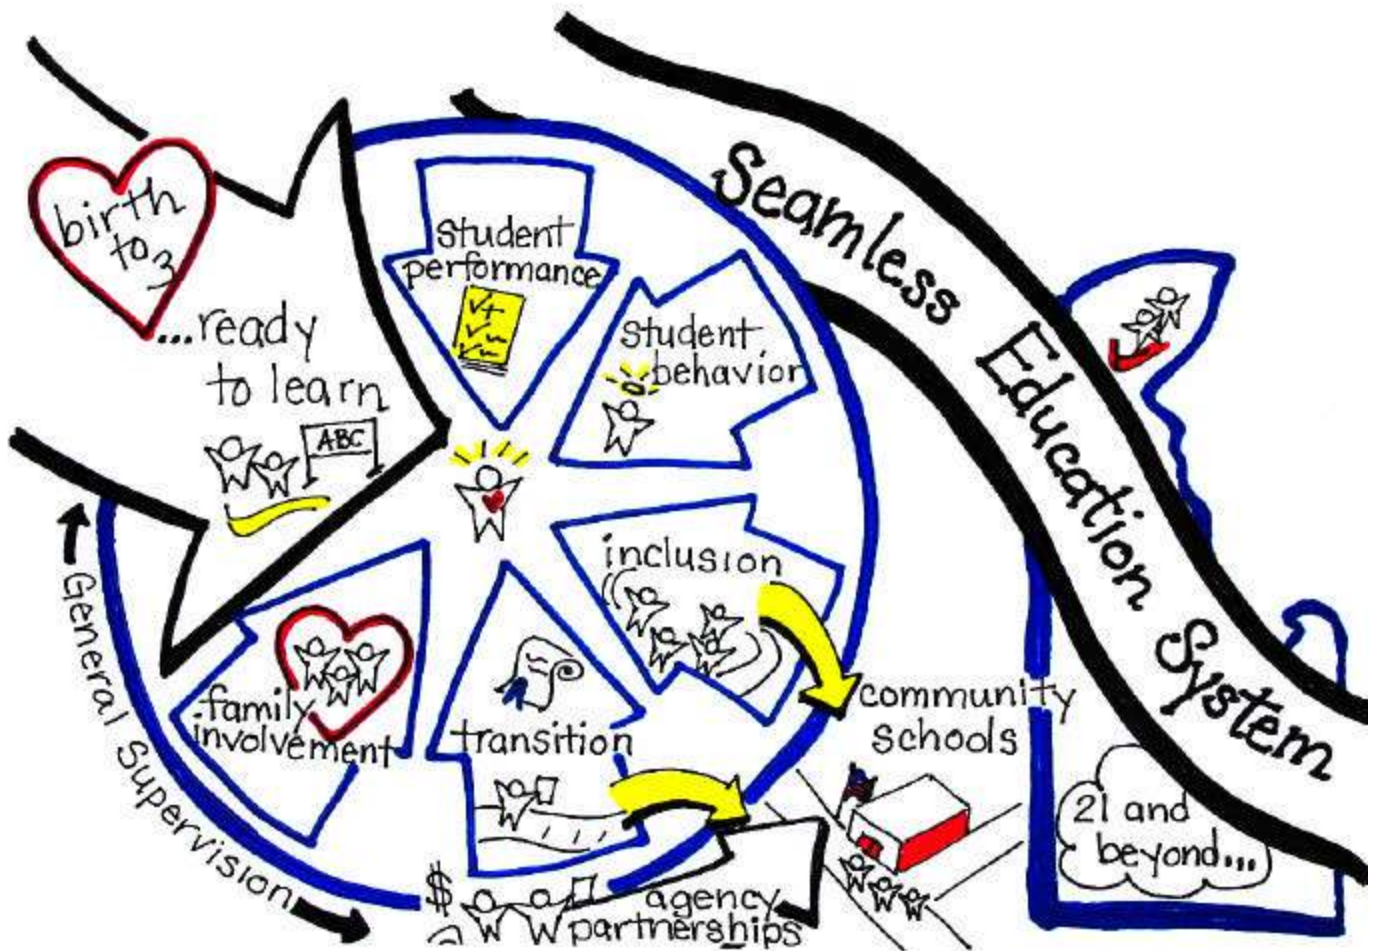 birth
to 3
...ready
to learn
ABC
student
performance
student
behavior
inclusion
transition
family
involvement
General Supervision
$
agency
partnerships
community
schools
Seamless Education System
21 and
beyond...